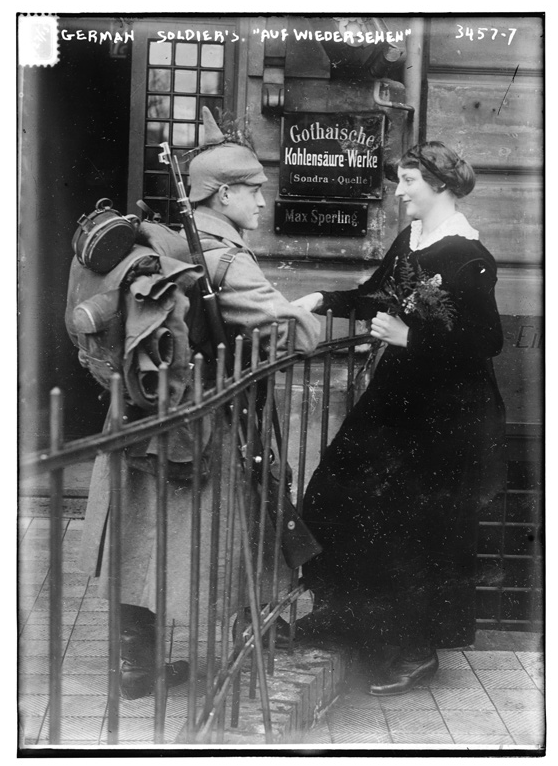 GERMAN SOLDIER'S "AUF WIEDERSEHEN" 3457-7
Gothaische
Kohlensäure-Werke
[Sondra-Quelle]
Max Sperling